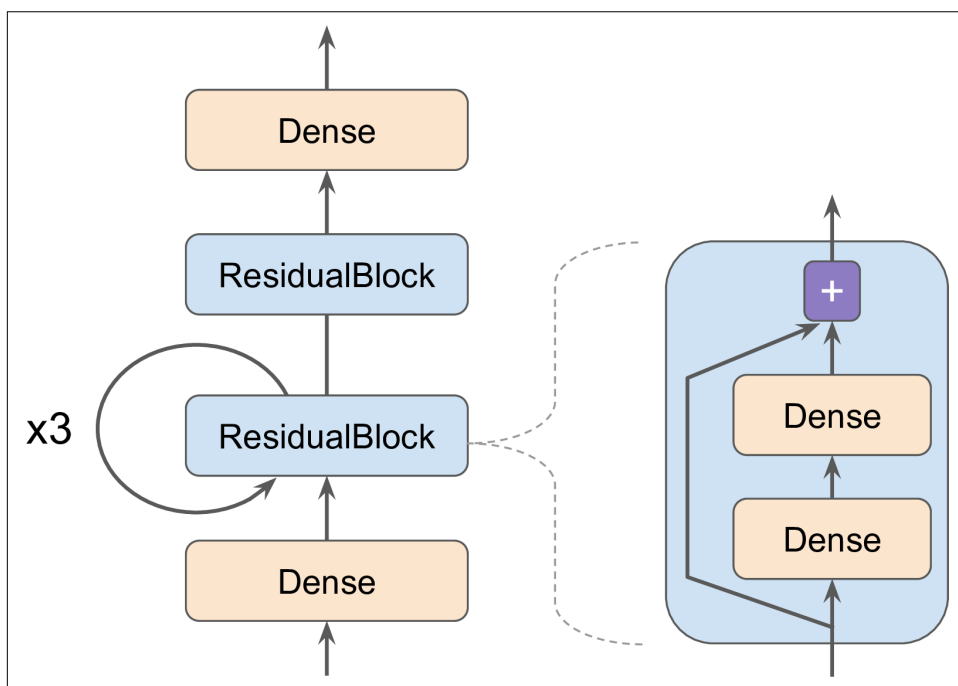 Dense
ResidualBlock
x3
ResidualBlock
Dense
+
Dense
Dense